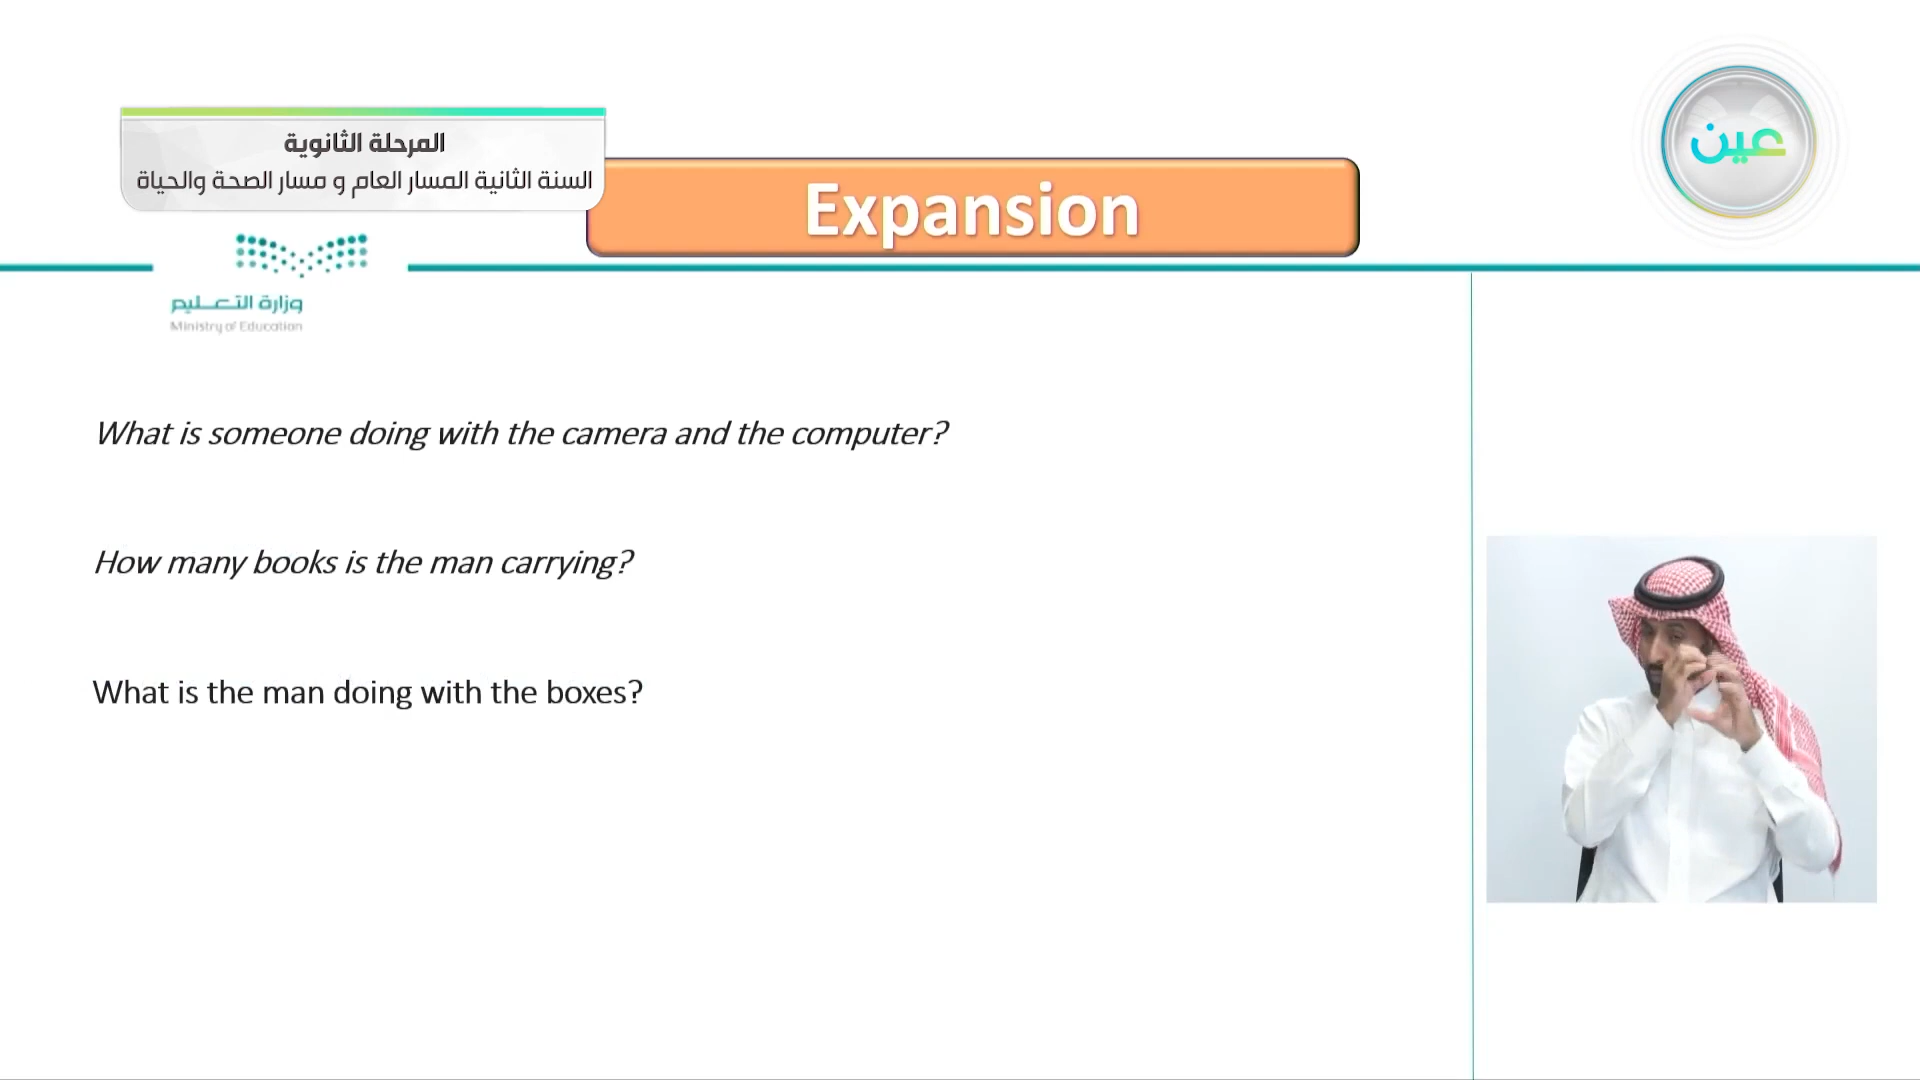 المرحلة الثانوية
السنة الثانية المسار العام و مسار الصحة والحياة
Expansion
عين
وزارة التعليم
Ministry of Education
What is someone doing with the camera and the computer?
How many books is the man carrying?
What is the man doing with the boxes?